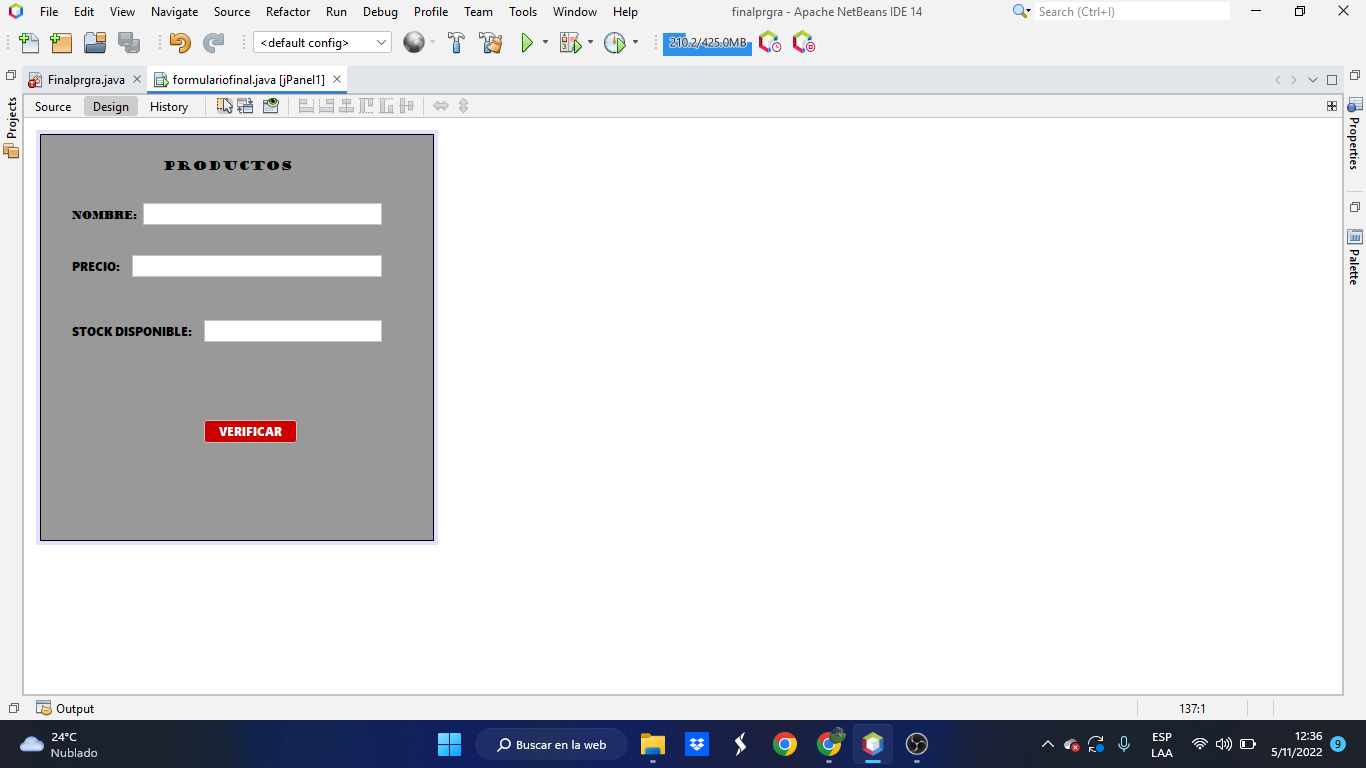 File Edit View Navigate Source Refactor Run Debug Profile Team Tools Window Help
finalprgra - Apache NetBeans IDE 14
Search (Ctrl+I)
<default config>
210.2/425.0MB
Finalprgra.java
formulariofinal.java [jPanel1]
Source Design History
Projects
Properties
Palette
PRODUCTOS
NOMBRE:
PRECIO:
STOCK DISPONIBLE:
VERIFICAR
Output
137:1
24°C
Nublado
Buscar en la web
ESP
LAA
12:36
5/11/2022
9